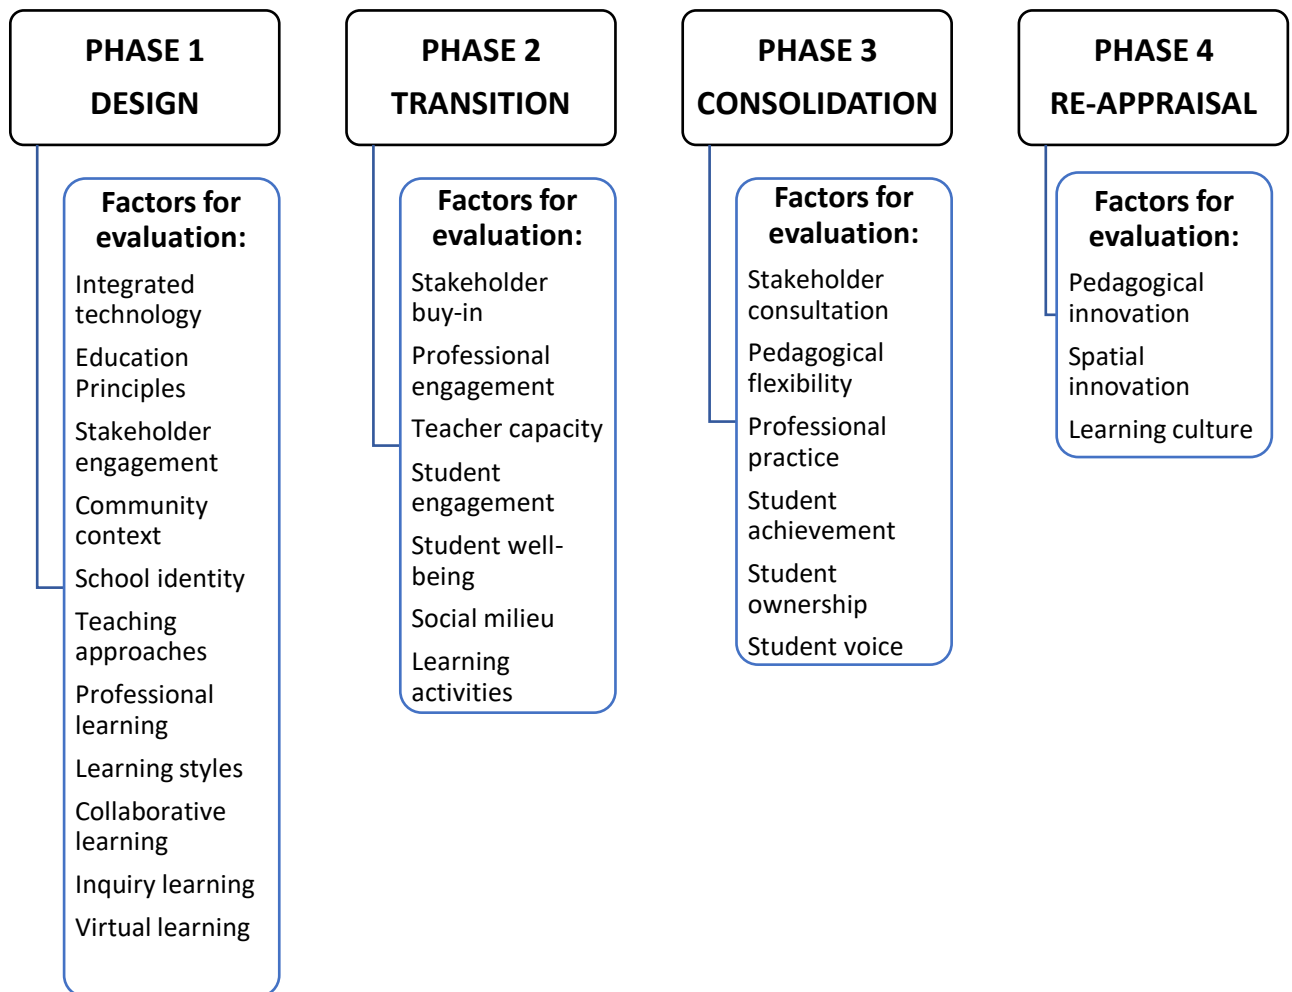 PHASE 1
DESIGN
Factors for
evaluation:
Integrated
technology
Education
Principles
Stakeholder
engagement
Community
context
School identity
Teaching
approaches
Professional
learning
Learning styles
Collaborative
learning
Inquiry learning
Virtual learning
PHASE 2
TRANSITION
Factors for
evaluation:
Stakeholder
buy-in
Professional
engagement
Teacher capacity
Student
engagement
Student well-
being
Social milieu
Learning
activities
PHASE 3
CONSOLIDATION
Factors for
evaluation:
Stakeholder
consultation
Pedagogical
flexibility
Professional
practice
Student
achievement
Student
ownership
Student voice
PHASE 4
RE-APPRAISAL
Factors for
evaluation:
Pedagogical
innovation
Spatial
innovation
Learning culture